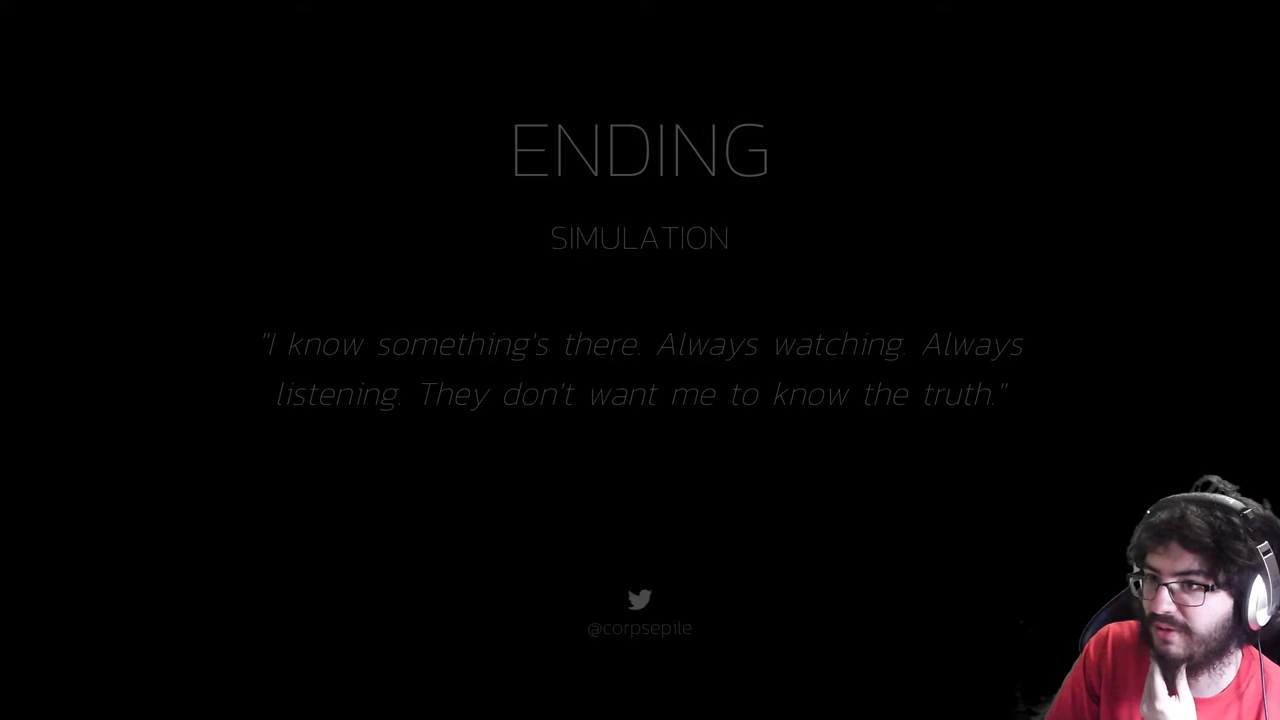 ENDING
SIMULATION
"I know something's there. Always watching. Always
listening. They don't want me to know the truth."
@corpsepile